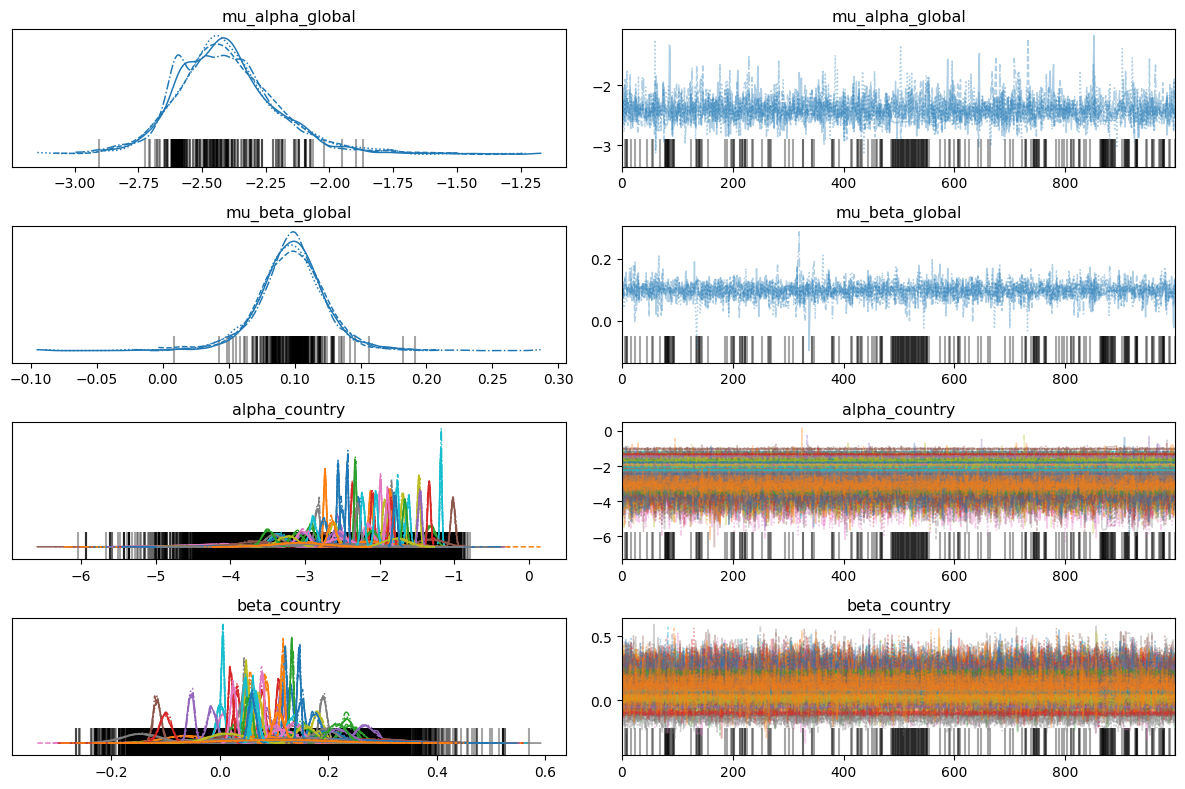 mu_alpha_global
mu_alpha_global
−2
−3
−3.00 −2.75 −2.50 −2.25 −2.00 −1.75 −1.50 −1.25
0 200 400 600 800
mu_beta_global
mu_beta_global
0.2
0.0
−0.10 −0.05 0.00 0.05 0.10 0.15 0.20 0.25 0.30
0 200 400 600 800
alpha_country
alpha_country
0
−2
−4
−6
−6 −5 −4 −3 −2 −1 0
0 200 400 600 800
beta_country
beta_country
0.5
0.0
−0.2 0.0 0.2 0.4 0.6
0 200 400 600 800